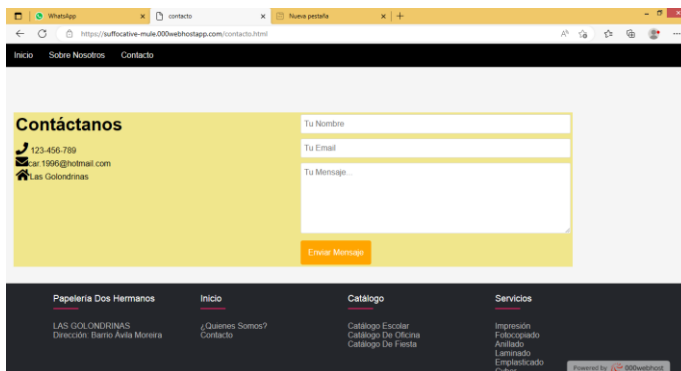 WhatsApp
contacto
Nueva pestaña
https://suffocative-mule.000webhostapp.com/contacto.html
Inicio Sobre Nosotros Contacto
Contáctanos
123-456-789
car.1996@hotmail.com
Las Golondrinas
Tu Nombre
Tu Email
Tu Mensaje...
Enviar Mensaje
Papelería Dos Hermanos
LAS GOLONDRINAS
Dirección: Barrio Ávila Moreira
Inicio
¿Quienes Somos?
Contacto
Catálogo
Catálogo Escolar
Catálogo De Oficina
Catálogo De Fiesta
Servicios
Impresión
Fotocopiado
Anillado
Laminado
Emplasticado
Cyber
Powered by 000webhost